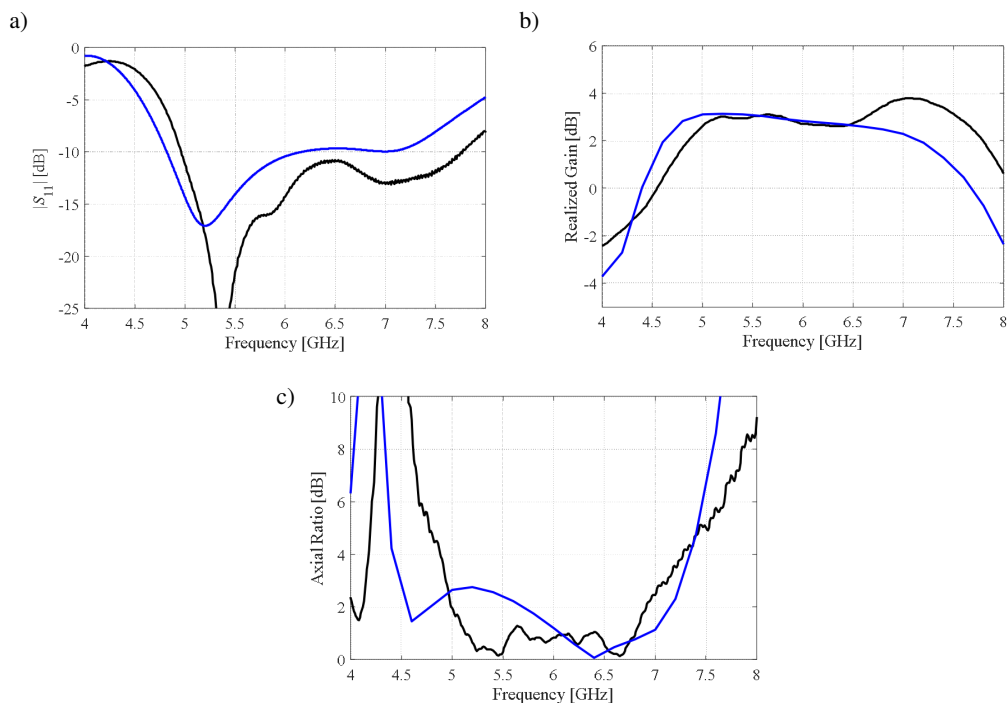 a)
0
-5
-10
-15
-20
-25
|S11| [dB]
4 4.5 5 5.5 6 6.5 7 7.5 8
Frequency [GHz]
b)
6
4
2
0
-2
-4
Realized Gain [dB]
4 4.5 5 5.5 6 6.5 7 7.5 8
Frequency [GHz]
c)
10
8
6
4
2
0
Axial Ratio [dB]
4 4.5 5 5.5 6 6.5 7 7.5 8
Frequency [GHz]